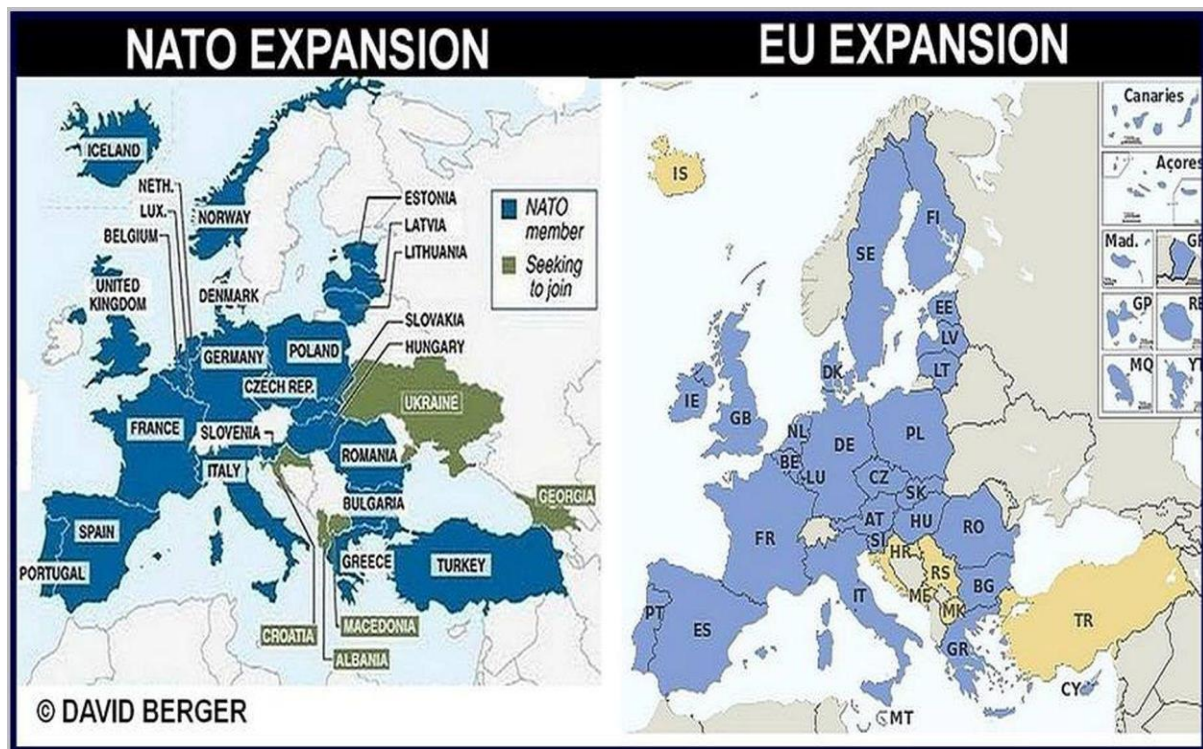 NATO EXPANSION
ICELAND
NETH.
LUX.
BELGIUM
NORWAY
UNITED
KINGDOM
DENMARK
ESTONIA
LATVIA
LITHUANIA
NATO
member
Seeking
to join
SLOVAKIA
HUNGARY
GERMANY
POLAND
CZECH REP.
UKRAINE
FRANCE
SLOVENIA
ITALY
ROMANIA
BULGARIA
GEORGIA
SPAIN
PORTUGAL
GREECE
TURKEY
CROATIA
MACEDONIA
ALBANIA
© DAVID BERGER
EU EXPANSION
Canaries
Açores
Mad.
GP
MQ
IS
FI
SE
EE
LV
LT
DK
IE
GB
NL
BE
LU
DE
PL
CZ
SK
AT
HU
SI
RO
FR
HR
RS
ME
MK
BG
IT
PT
ES
GR
TR
CY
MT